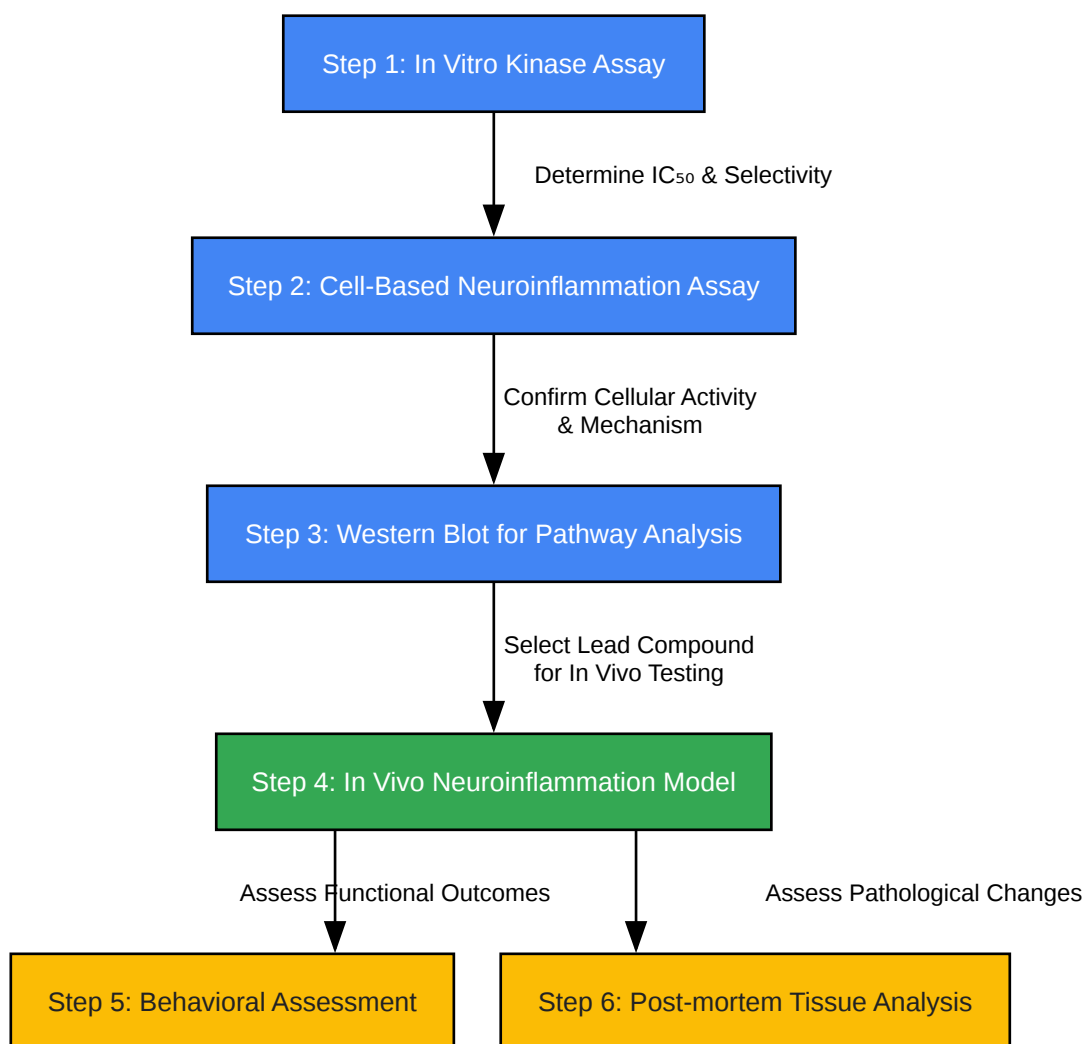 Step 1: In Vitro Kinase Assay
Determine IC₅₀ & Selectivity
Step 2: Cell-Based Neuroinflammation Assay
Confirm Cellular Activity
& Mechanism
Step 3: Western Blot for Pathway Analysis
Select Lead Compound
for In Vivo Testing
Step 4: In Vivo Neuroinflammation Model
Assess Functional Outcomes
Assess Pathological Changes
Step 5: Behavioral Assessment
Step 6: Post-mortem Tissue Analysis